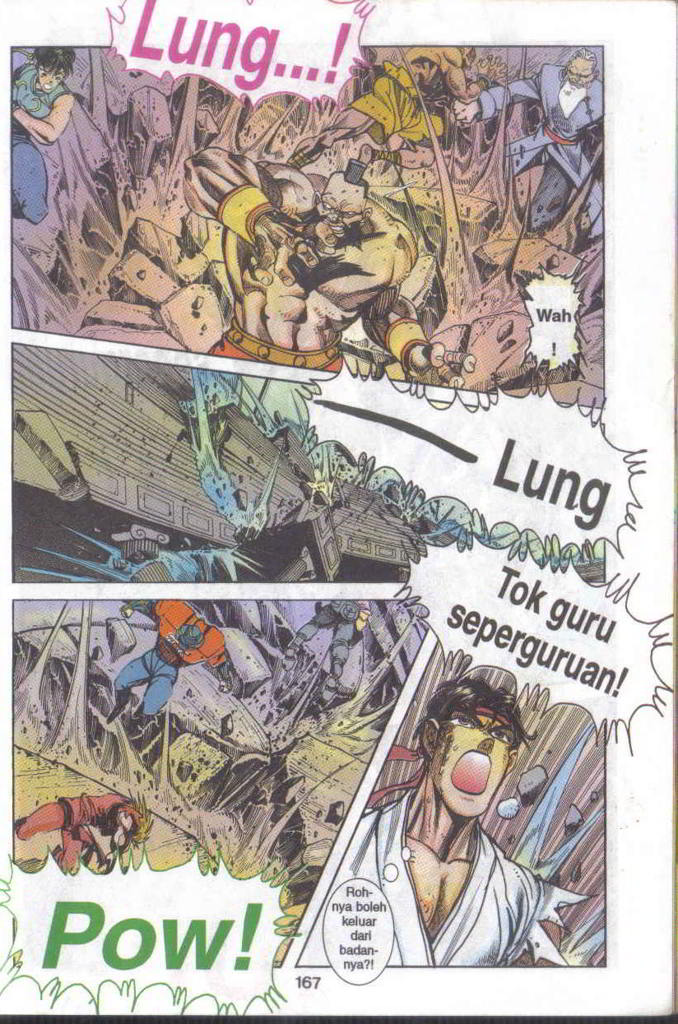 Lung...!
Wah
!
Lung
Tok guru
seperguruan!
Pow!
Roh-
nya boleh
keluar
dari
badan-
nya?!
167